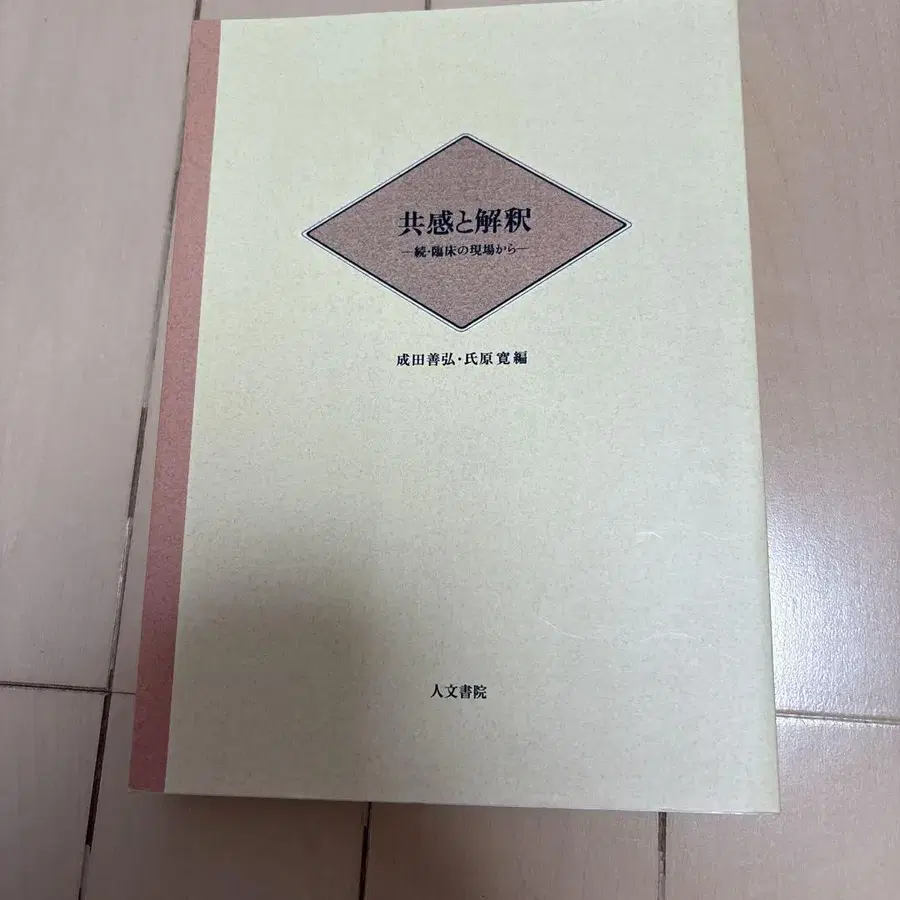 共感と解釈
—続・臨床の現場から—
成田善弘・氏原寛編
人文書院